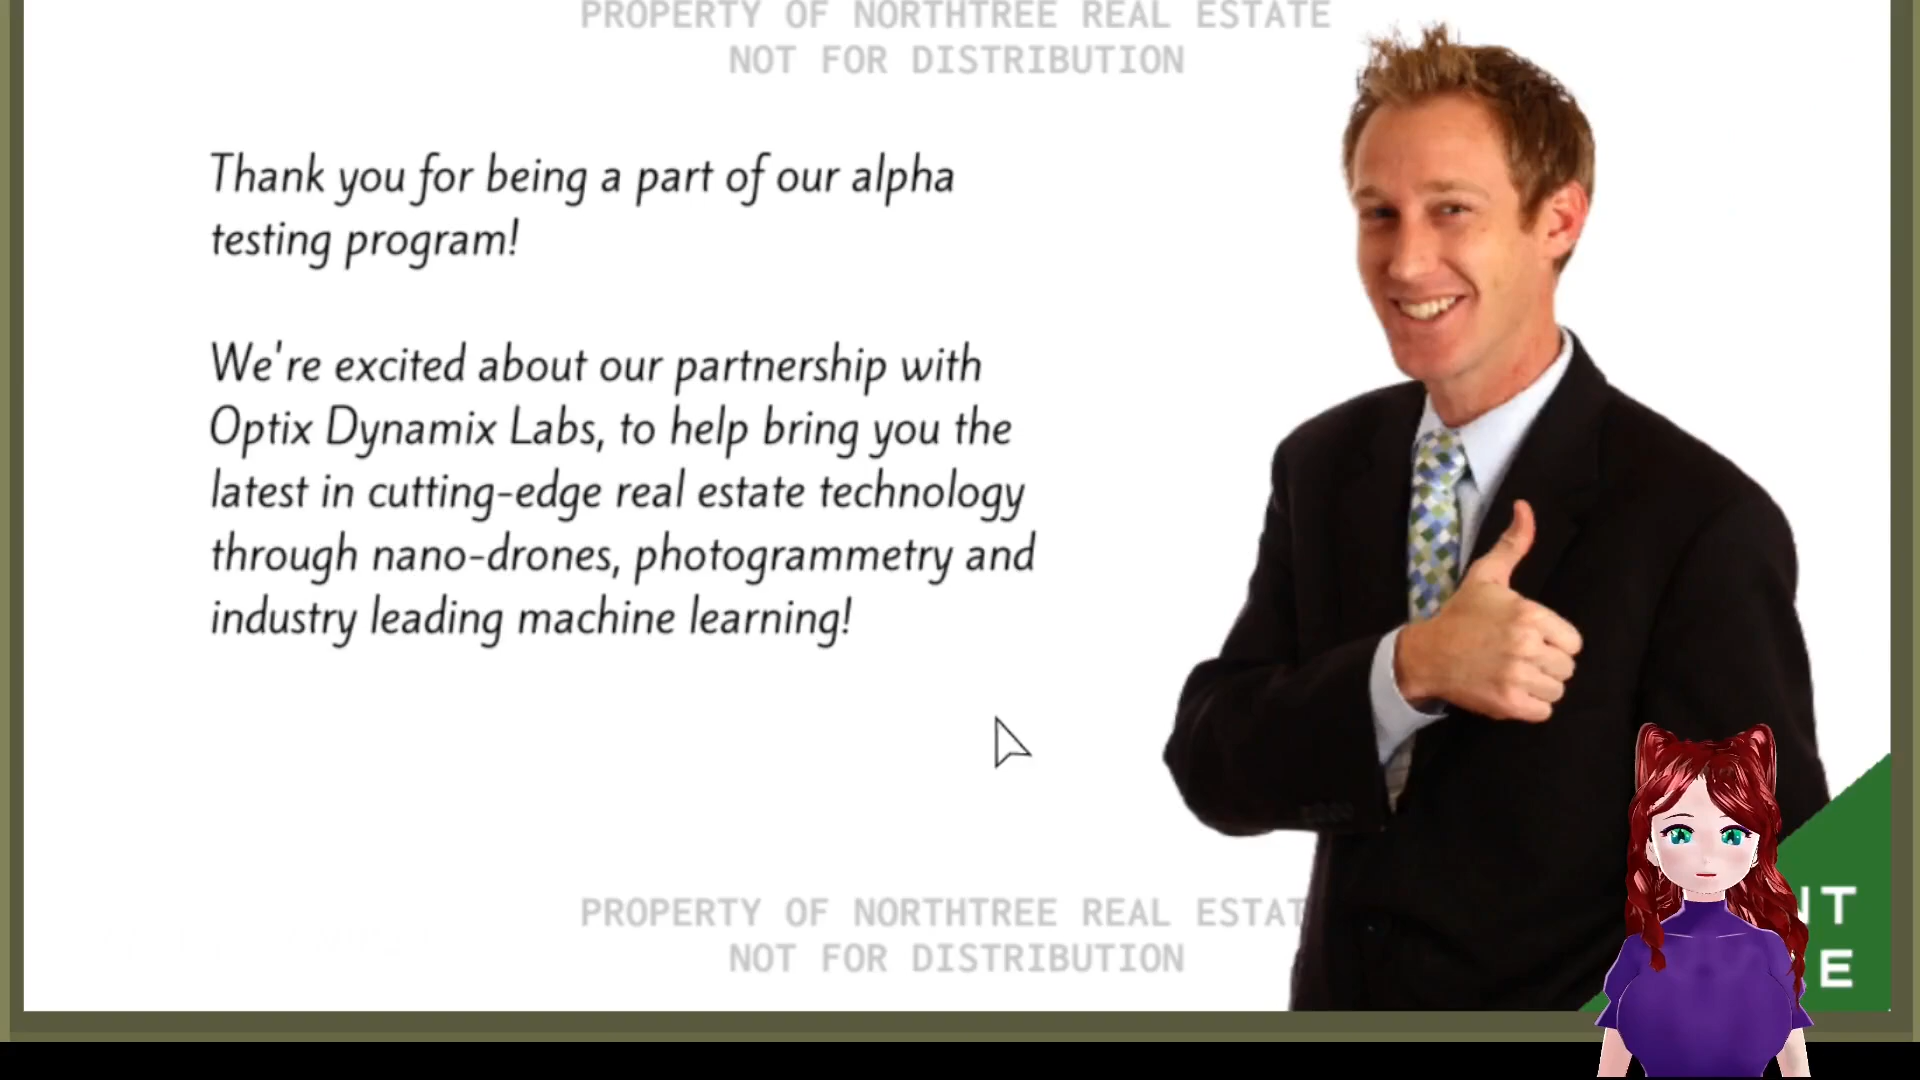 PROPERTY OF NORTHTREE REAL ESTATE
NOT FOR DISTRIBUTION
Thank you for being a part of our alpha
testing program!
We're excited about our partnership with
Optix Dynamix Labs, to help bring you the
latest in cutting-edge real estate technology
through nano-drones, photogrammetry and
industry leading machine learning!
PROPERTY OF NORTHTREE REAL ESTAT
NOT FOR DISTRIBUTION